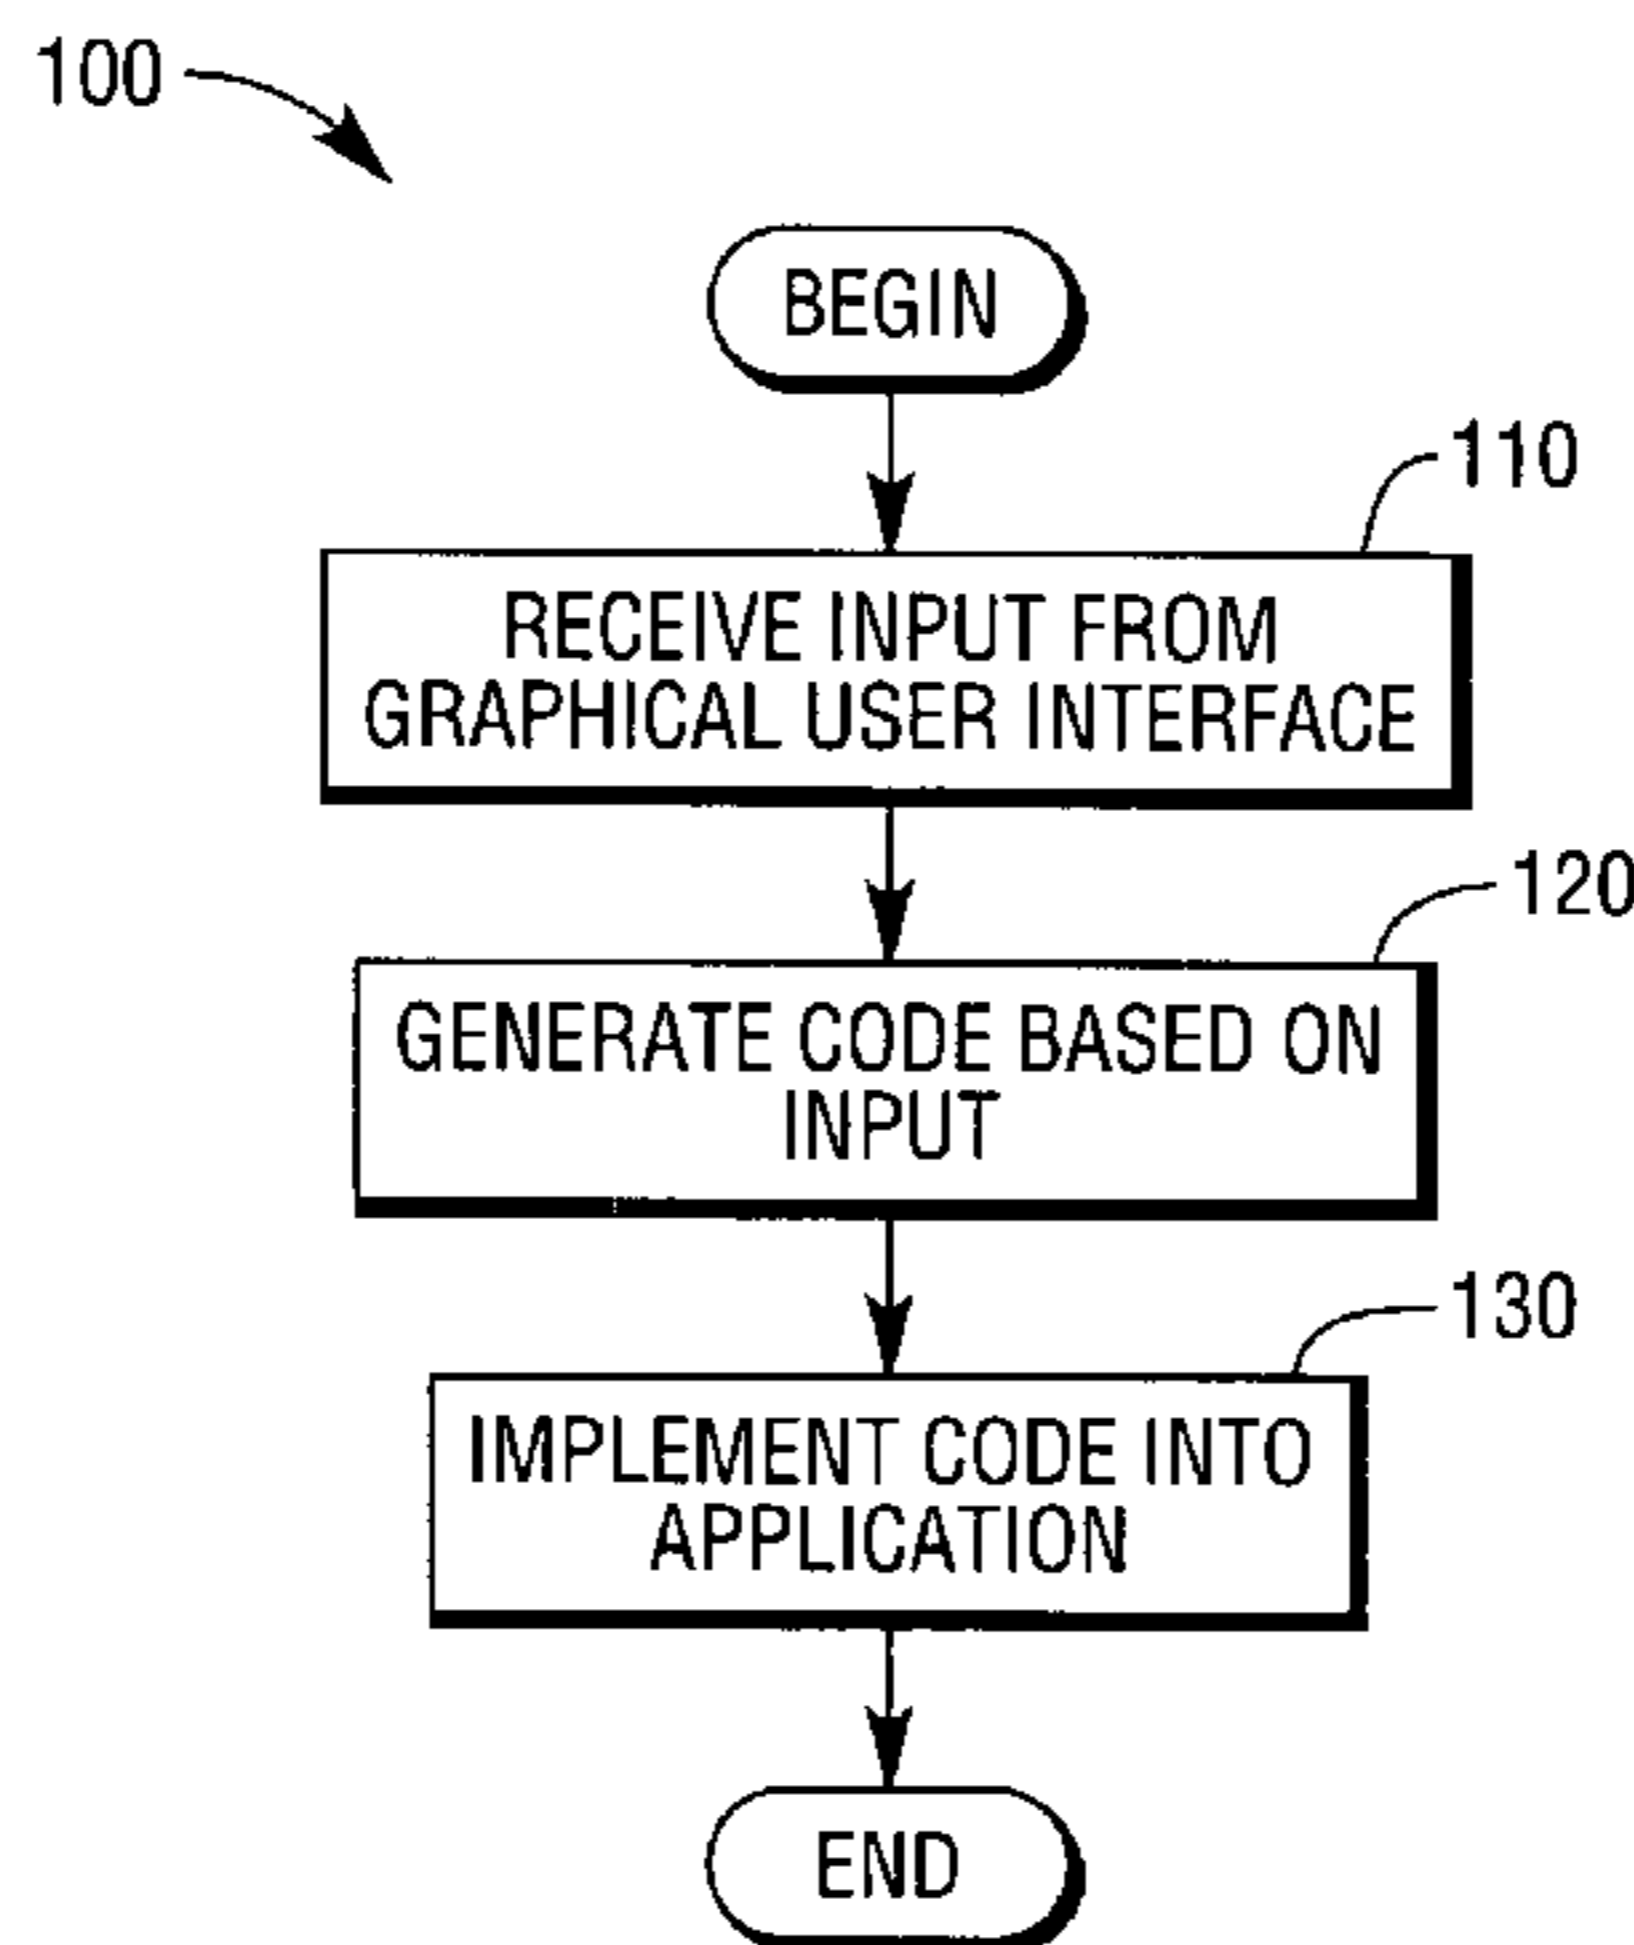 100
BEGIN
110
RECEIVE INPUT FROM
GRAPHICAL USER INTERFACE
120
GENERATE CODE BASED ON
INPUT
130
IMPLEMENT CODE INTO
APPLICATION
END